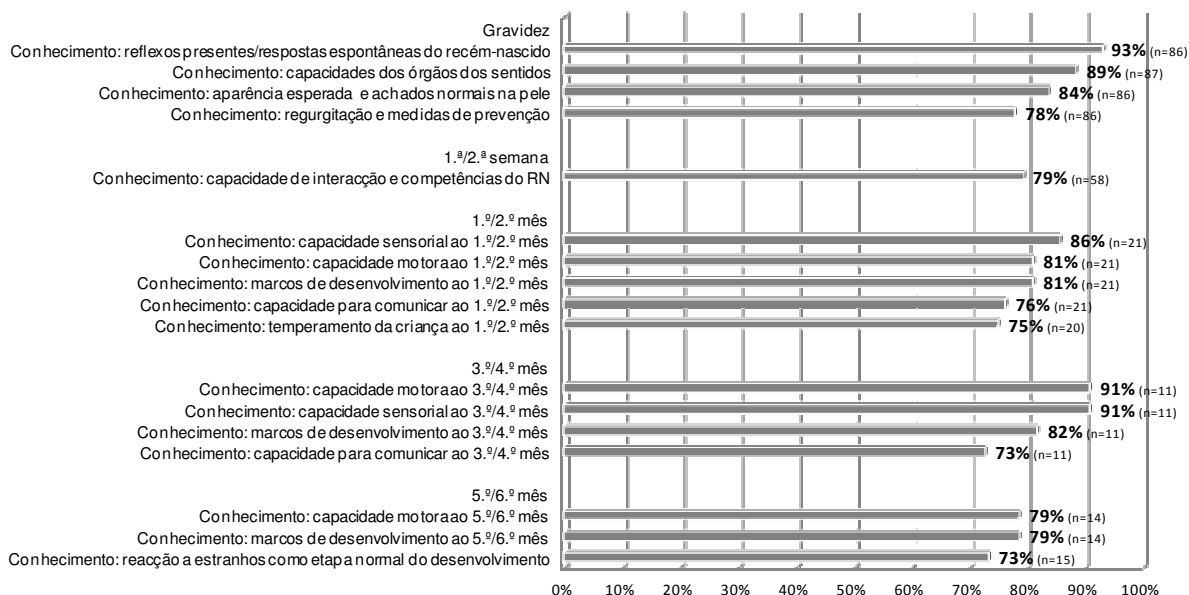 Gravidez
Conhecimento: reflexos presentes/respostas espontâneas do recém-nascido 93% (n=86)
Conhecimento: capacidades dos órgãos dos sentidos 89% (n=87)
Conhecimento: aparência esperada e achados normais na pele 84% (n=86)
Conhecimento: regurgitação e medidas de prevenção 78% (n=86)
1.ª/2.ª semana
Conhecimento: capacidade de interacção e competências do RN 79% (n=58)
1.º/2.º mês
Conhecimento: capacidade sensorial ao 1.º/2.º mês 86% (n=21)
Conhecimento: capacidade motora ao 1.º/2.º mês 81% (n=21)
Conhecimento: marcos de desenvolvimento ao 1.º/2.º mês 81% (n=21)
Conhecimento: capacidade para comunicar ao 1.º/2.º mês 76% (n=21)
Conhecimento: temperamento da criança ao 1.º/2.º mês 75% (n=20)
3.º/4.º mês
Conhecimento: capacidade motora ao 3.º/4.º mês 91% (n=11)
Conhecimento: capacidade sensorial ao 3.º/4.º mês 91% (n=11)
Conhecimento: marcos de desenvolvimento ao 3.º/4.º mês 82% (n=11)
Conhecimento: capacidade para comunicar ao 3.º/4.º mês 73% (n=11)
5.º/6.º mês
Conhecimento: capacidade motora ao 5.º/6.º mês 79% (n=14)
Conhecimento: marcos de desenvolvimento ao 5.º/6.º mês 79% (n=14)
Conhecimento: reacção a estranhos como etapa normal do desenvolvimento 73% (n=15)
0% 10% 20% 30% 40% 50% 60% 70% 80% 90% 100%